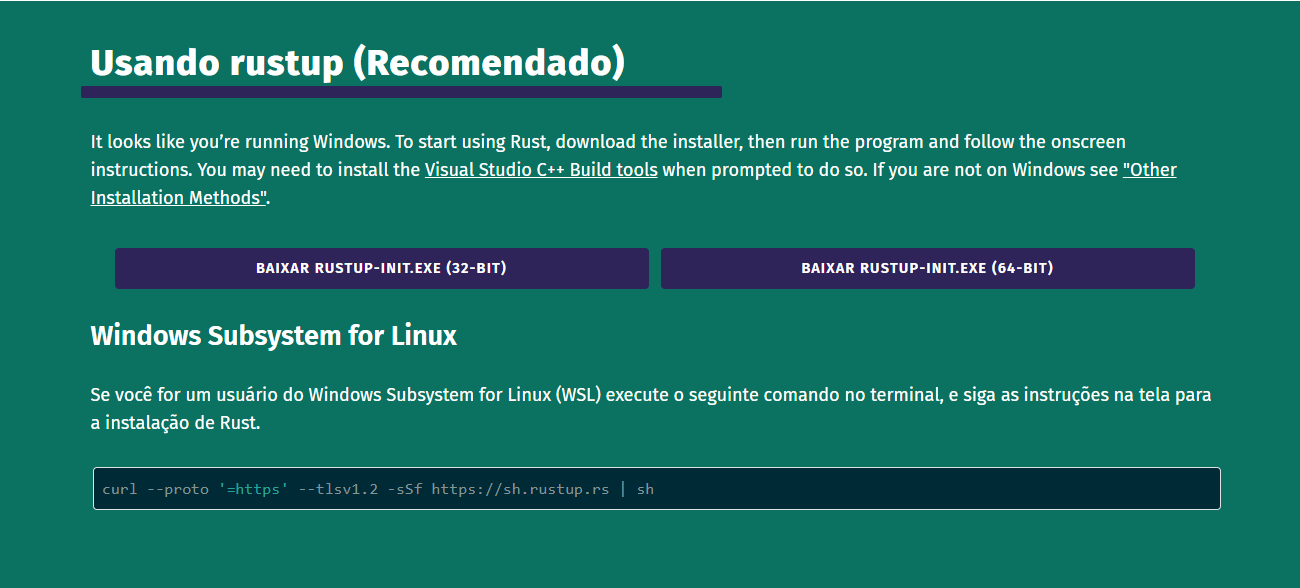 Usando rustup (Recomendado)
It looks like you’re running Windows. To start using Rust, download the installer, then run the program and follow the onscreen
instructions. You may need to install the Visual Studio C++ Build tools when prompted to do so. If you are not on Windows see "Other
Installation Methods".
BAIXAR RUSTUP-INIT.EXE (32-BIT)
BAIXAR RUSTUP-INIT.EXE (64-BIT)
Windows Subsystem for Linux
Se você for um usuário do Windows Subsystem for Linux (WSL) execute o seguinte comando no terminal, e siga as instruções na tela para
a instalação de Rust.
curl --proto '=https' --tlsv1.2 -sSf https://sh.rustup.rs | sh